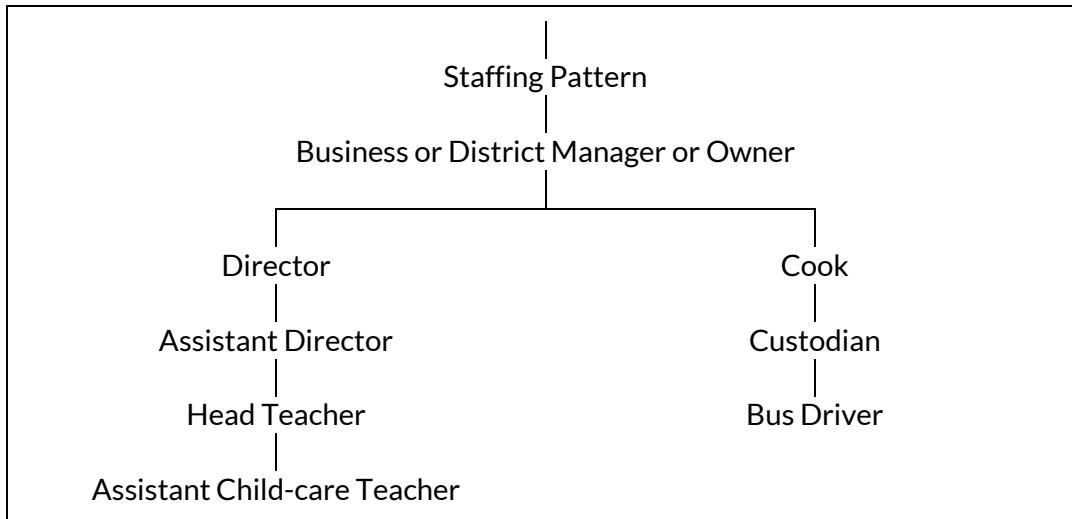 Staffing Pattern
Business or District Manager or Owner
Director
Cook
Assistant Director
Custodian
Head Teacher
Bus Driver
Assistant Child-care Teacher